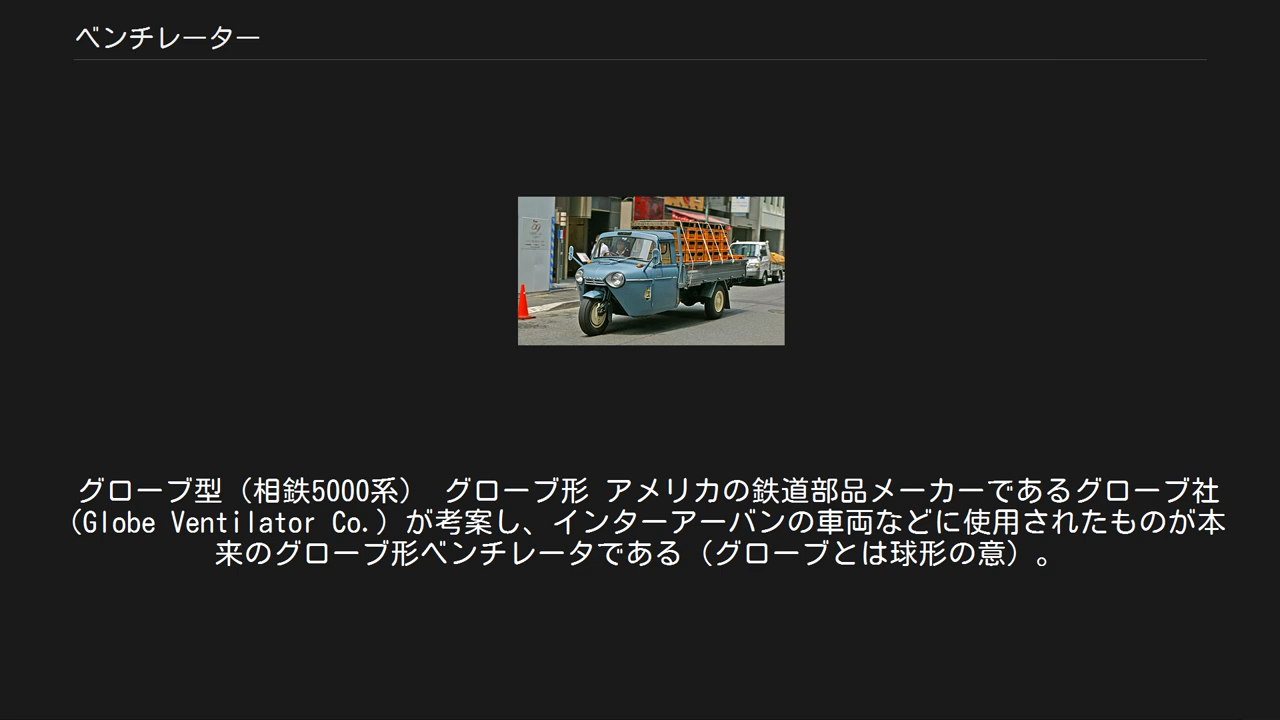 ベンチレーター
グローブ型（相鉄5000系） グローブ形 アメリカの鉄道部品メーカーであるグローブ社
（Globe Ventilator Co.）が考案し、インターアーバンの車両などに使用されたものが本
来のグローブ形ベンチレータである（グローブとは球形の意）。